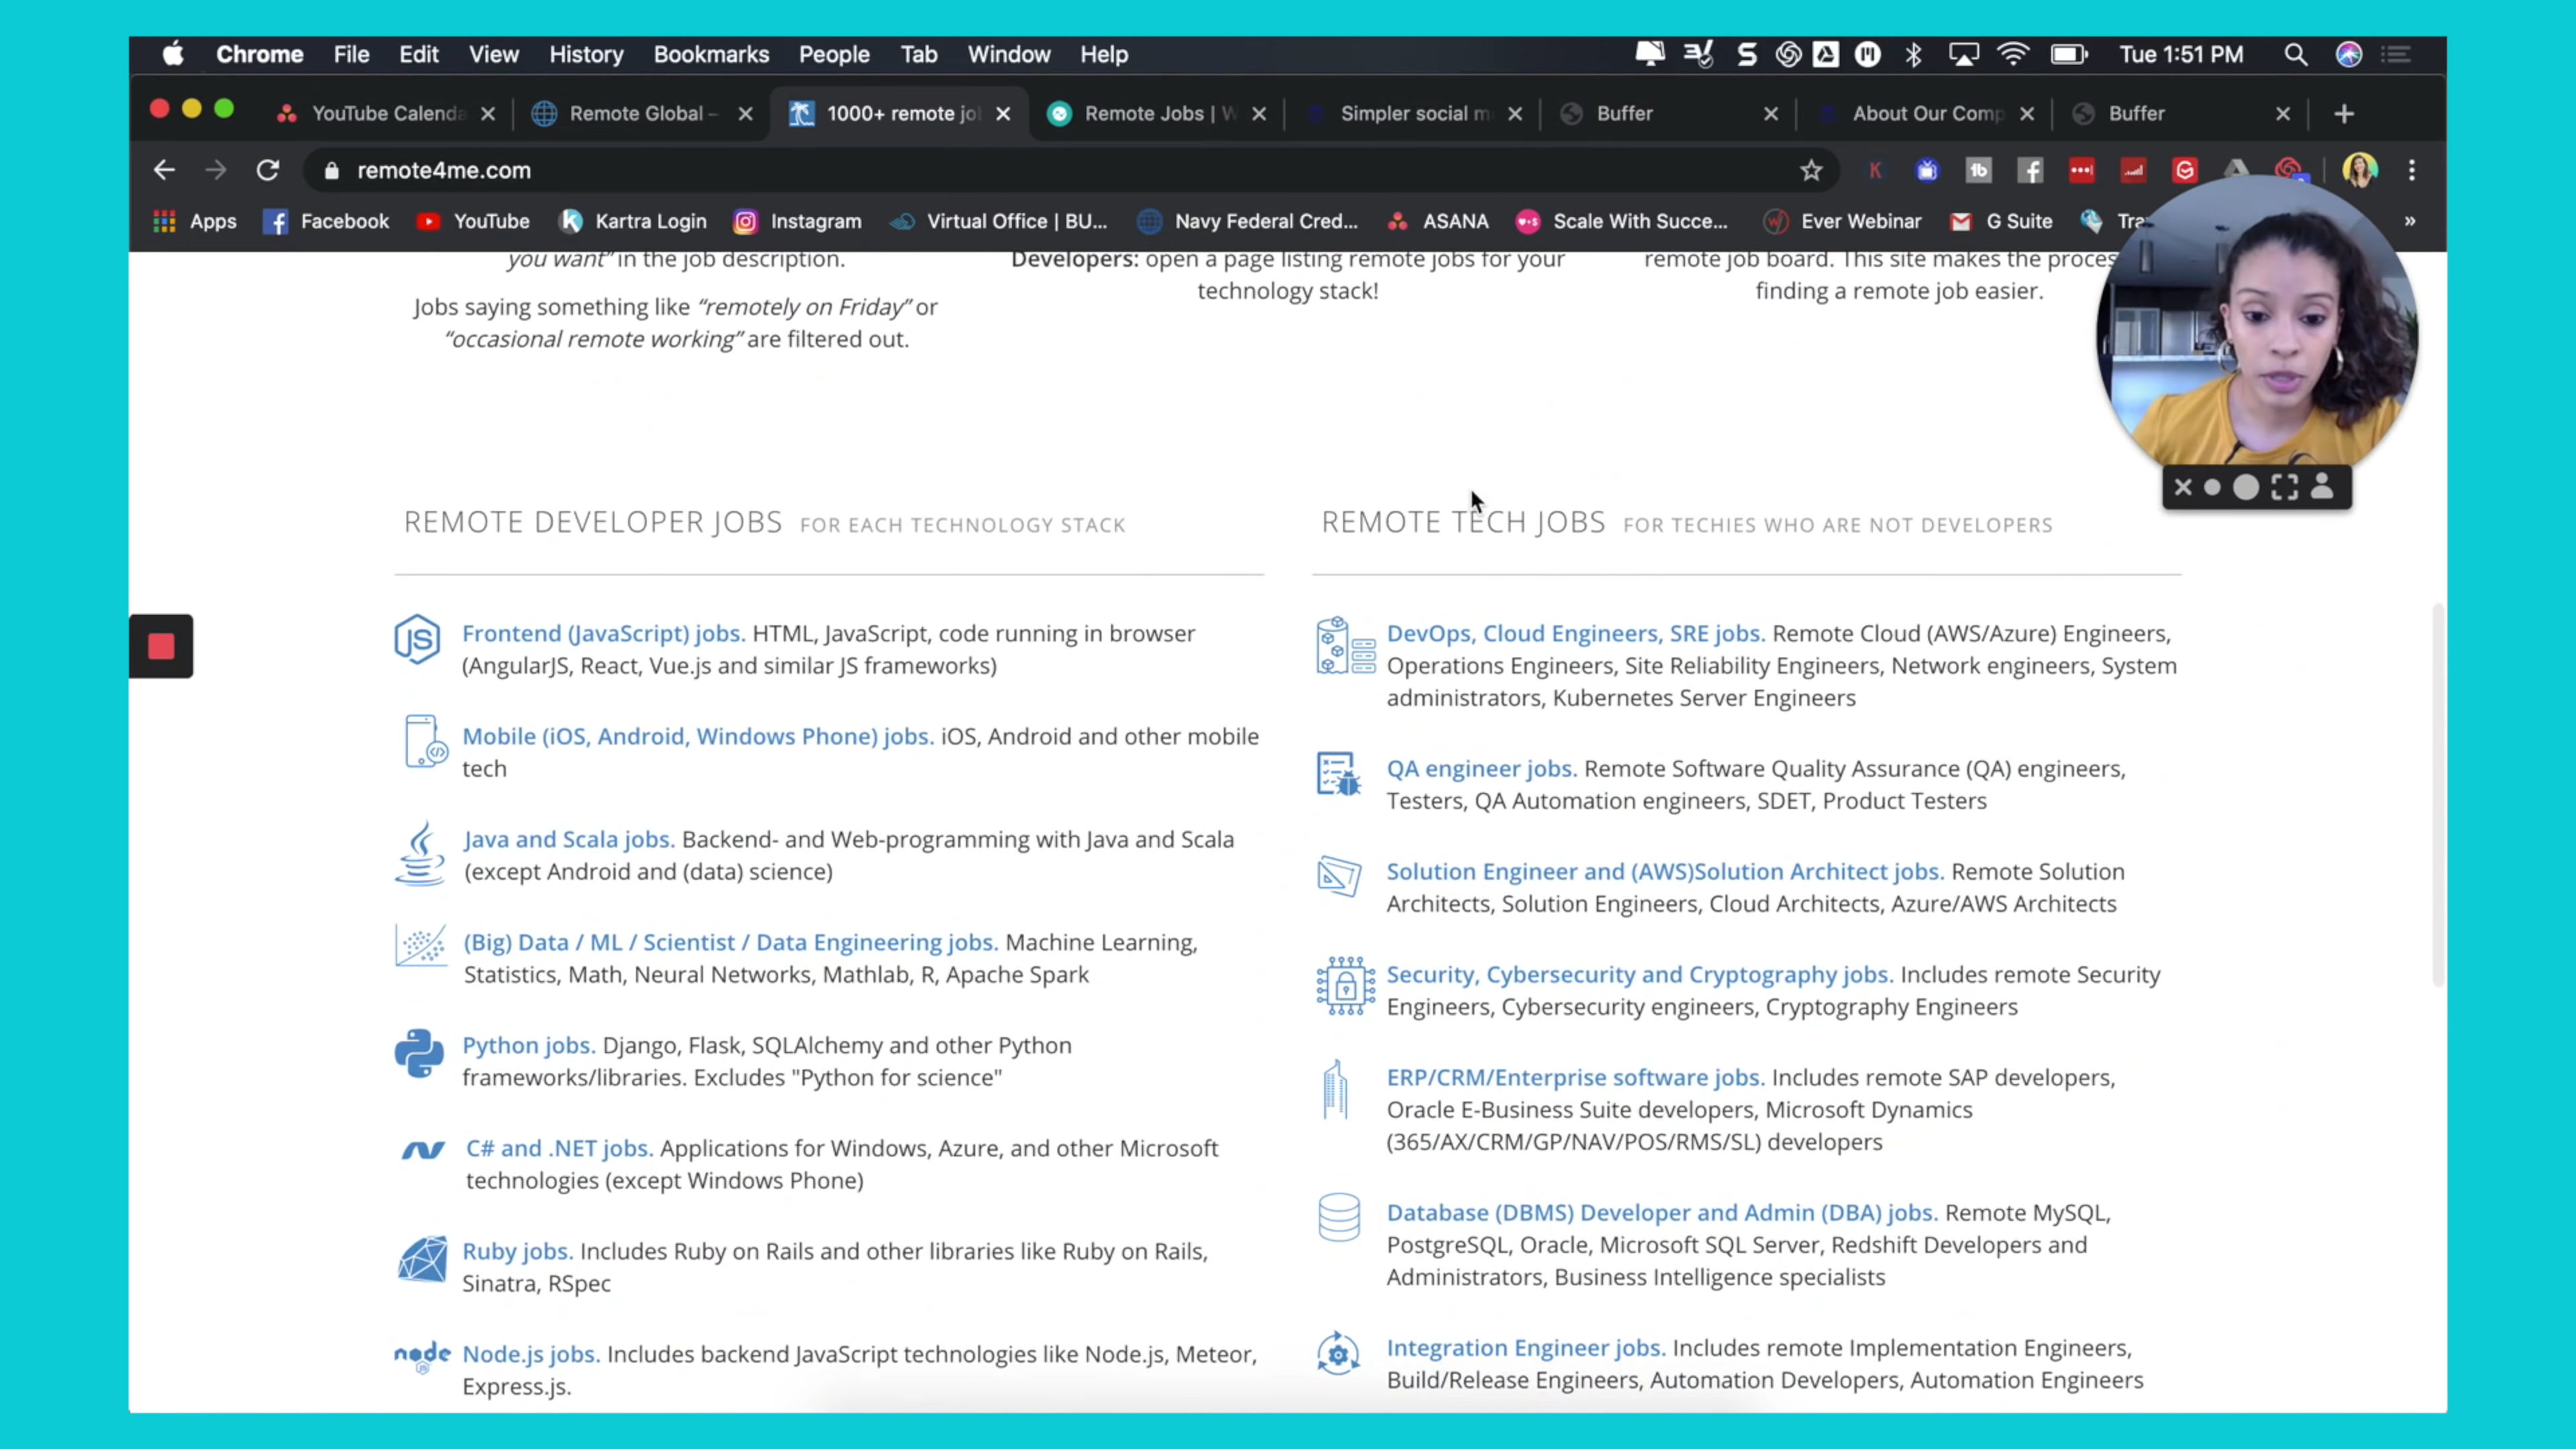 Chrome File Edit View History Bookmarks People Tab Window Help Tue 1:51 PM
YouTube Calenda Remote Global – 1000+ remote jo Remote Jobs | W Simpler social m Buffer About Our Comp Buffer
remote4me.com
Apps Facebook YouTube Kartra Login Instagram Virtual Office | BU... Navy Federal Cred... ASANA Scale With Succe... Ever Webinar G Suite Tra »
you want” in the job description.
Jobs saying something like “remotely on Friday” or
“occasional remote working” are filtered out.
Developers: open a page listing remote jobs for your
technology stack!
remote job board. This site makes the proces
finding a remote job easier.
REMOTE DEVELOPER JOBS FOR EACH TECHNOLOGY STACK
JS
Frontend (JavaScript) jobs. HTML, JavaScript, code running in browser
(AngularJS, React, Vue.js and similar JS frameworks)
Mobile (iOS, Android, Windows Phone) jobs. iOS, Android and other mobile
tech
Java and Scala jobs. Backend- and Web-programming with Java and Scala
(except Android and (data) science)
(Big) Data / ML / Scientist / Data Engineering jobs. Machine Learning,
Statistics, Math, Neural Networks, Mathlab, R, Apache Spark
Python jobs. Django, Flask, SQLAlchemy and other Python
frameworks/libraries. Excludes "Python for science"
C# and .NET jobs. Applications for Windows, Azure, and other Microsoft
technologies (except Windows Phone)
Ruby jobs. Includes Ruby on Rails and other libraries like Ruby on Rails,
Sinatra, RSpec
node
Node.js jobs. Includes backend JavaScript technologies like Node.js, Meteor,
Express.js.
REMOTE TECH JOBS FOR TECHIES WHO ARE NOT DEVELOPERS
DevOps, Cloud Engineers, SRE jobs. Remote Cloud (AWS/Azure) Engineers,
Operations Engineers, Site Reliability Engineers, Network engineers, System
administrators, Kubernetes Server Engineers
QA engineer jobs. Remote Software Quality Assurance (QA) engineers,
Testers, QA Automation engineers, SDET, Product Testers
Solution Engineer and (AWS)Solution Architect jobs. Remote Solution
Architects, Solution Engineers, Cloud Architects, Azure/AWS Architects
Security, Cybersecurity and Cryptography jobs. Includes remote Security
Engineers, Cybersecurity engineers, Cryptography Engineers
ERP/CRM/Enterprise software jobs. Includes remote SAP developers,
Oracle E-Business Suite developers, Microsoft Dynamics
(365/AX/CRM/GP/NAV/POS/RMS/SL) developers
Database (DBMS) Developer and Admin (DBA) jobs. Remote MySQL,
PostgreSQL, Oracle, Microsoft SQL Server, Redshift Developers and
Administrators, Business Intelligence specialists
Integration Engineer jobs. Includes remote Implementation Engineers,
Build/Release Engineers, Automation Developers, Automation Engineers